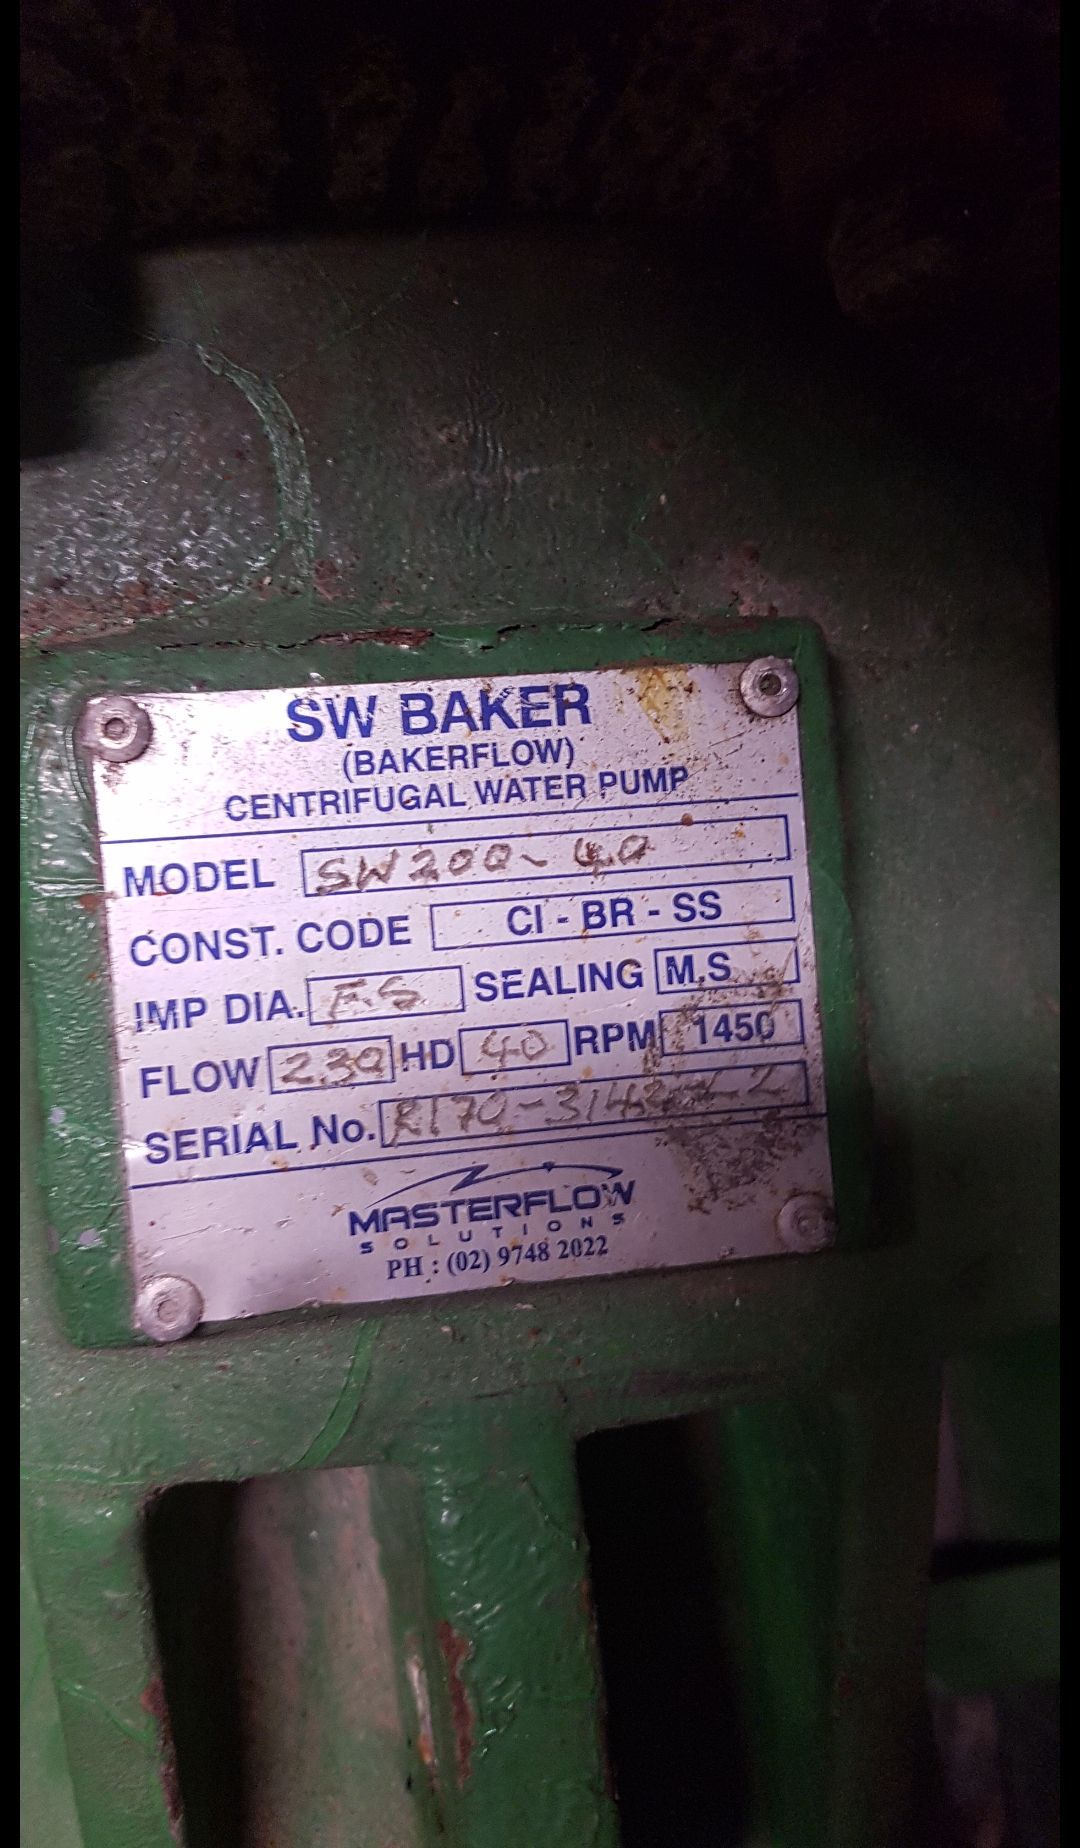 SW BAKER
(BAKERFLOW)
CENTRIFUGAL WATER PUMP
MODEL SW200-40
CONST. CODE CI - BR - SS
IMP DIA. F.S SEALING M.S
FLOW 230 HD 40 RPM 1450
SERIAL No.
MASTERFLOW
SOLUTIONS
PH : (02) 9748 2022